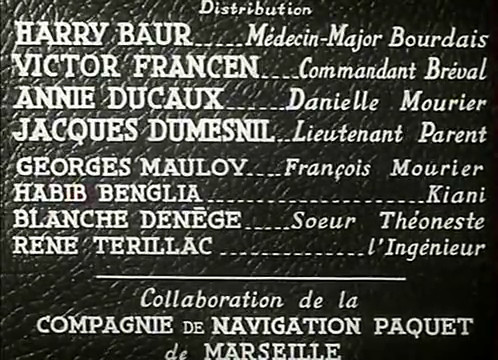 Distribution
HARRY BAUR.....Médecin-Major Bourdais
VICTOR FRANCEN....Commandant Bréval
ANNIE DUCAUX......Danielle Mourier
JACQUES DUMESNIL..Lieutenant Parent
GEORGES MAULOY....François Mourier
HABIB BENGLIA.......................Kiani
BLANCHE DENÈGE.....Soeur Théoneste
RENE TERILLAC ...............l'Ingénieur
Collaboration de la
COMPAGNIE DE NAVIGATION PAQUET
de MARSEILLE